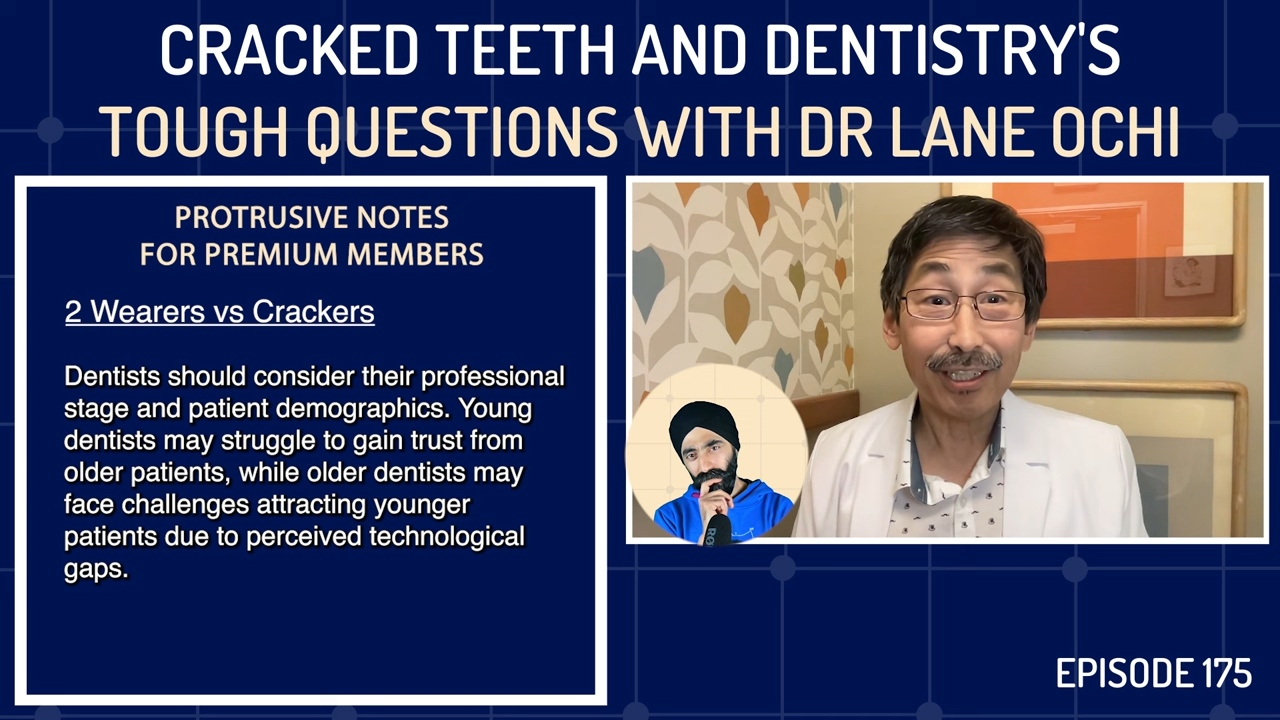 CRACKED TEETH AND DENTISTRY'S
TOUGH QUESTIONS WITH DR LANE OCHI
PROTRUSIVE NOTES
FOR PREMIUM MEMBERS
2 Wearers vs Crackers
Dentists should consider their professional
stage and patient demographics. Young
dentists may struggle to gain trust from
older patients, while older dentists may
face challenges attracting younger
patients due to perceived technological
gaps.
EPISODE 175